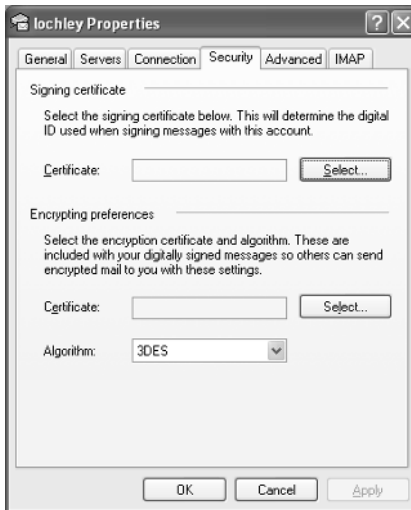 lochley Properties
General Servers Connection Security Advanced IMAP
Signing certificate
Select the signing certificate below. This will determine the digital
ID used when signing messages with this account.
Certificate: Select...
Encrypting preferences
Select the encryption certificate and algorithm. These are
included with your digitally signed messages so others can send
encrypted mail to you with these settings.
Certificate: Select...
Algorithm: 3DES
OK Cancel Apply